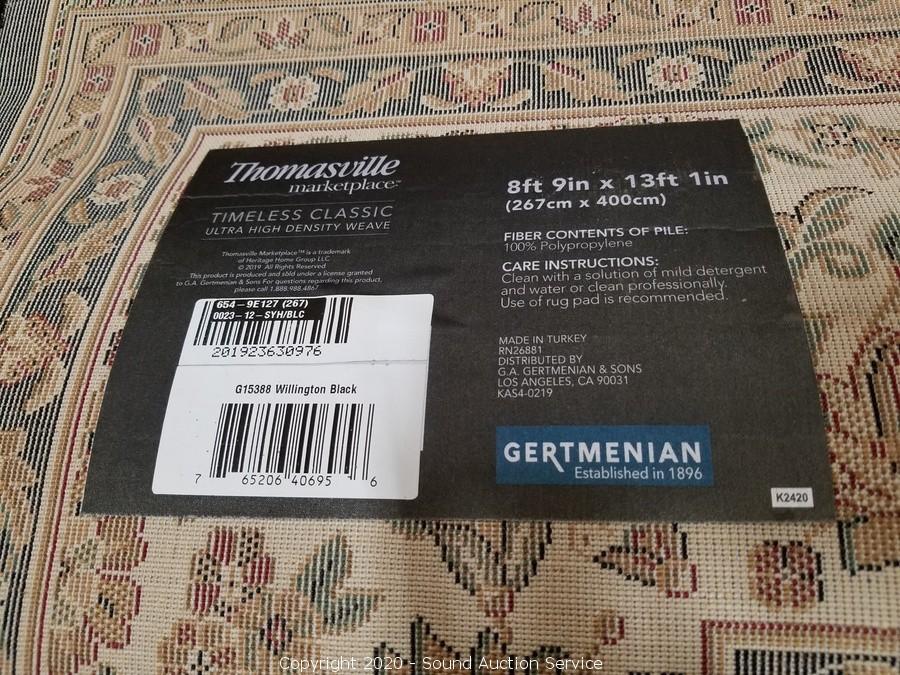 Thomasville
marketplace™
TIMELESS CLASSIC
ULTRA HIGH DENSITY WEAVE
Thomasville Marketplace™ is a trademark
of Heritage Home Group LLC
© 2019 All Rights Reserved
This product is produced and sold under a license granted
to G.A. Gertmenian & Sons For questions regarding this product,
please call 1.888.988.4867
654-9E127 (267)
0023-12-SYH/BLC
201923630976
G15388 Willington Black
7 65206 40695 6
8ft 9in x 13ft 1in
(267cm x 400cm)
FIBER CONTENTS OF PILE:
100% Polypropylene
CARE INSTRUCTIONS:
Clean with a solution of mild detergent
and water or clean professionally.
Use of rug pad is recommended.
MADE IN TURKEY
RN26881
DISTRIBUTED BY
G.A. GERTMENIAN & SONS
LOS ANGELES, CA 90031
KAS4-0219
GERTMENIAN
Established in 1896
K2420
Copyright 2020 - Sound Auction Service